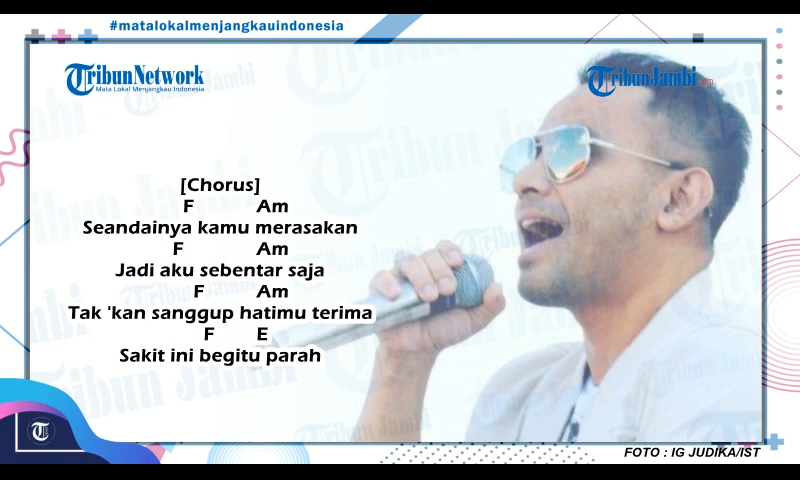 #matalokalmenjangkauindonesia
TribunNetwork
Mata Lokal Menjangkau Indonesia
TribunJambi.com
[Chorus]
F Am
Seandainya kamu merasakan
F Am
Jadi aku sebentar saja
F Am
Tak 'kan sanggup hatimu terima
F E
Sakit ini begitu parah
T
FOTO : IG JUDIKA/IST